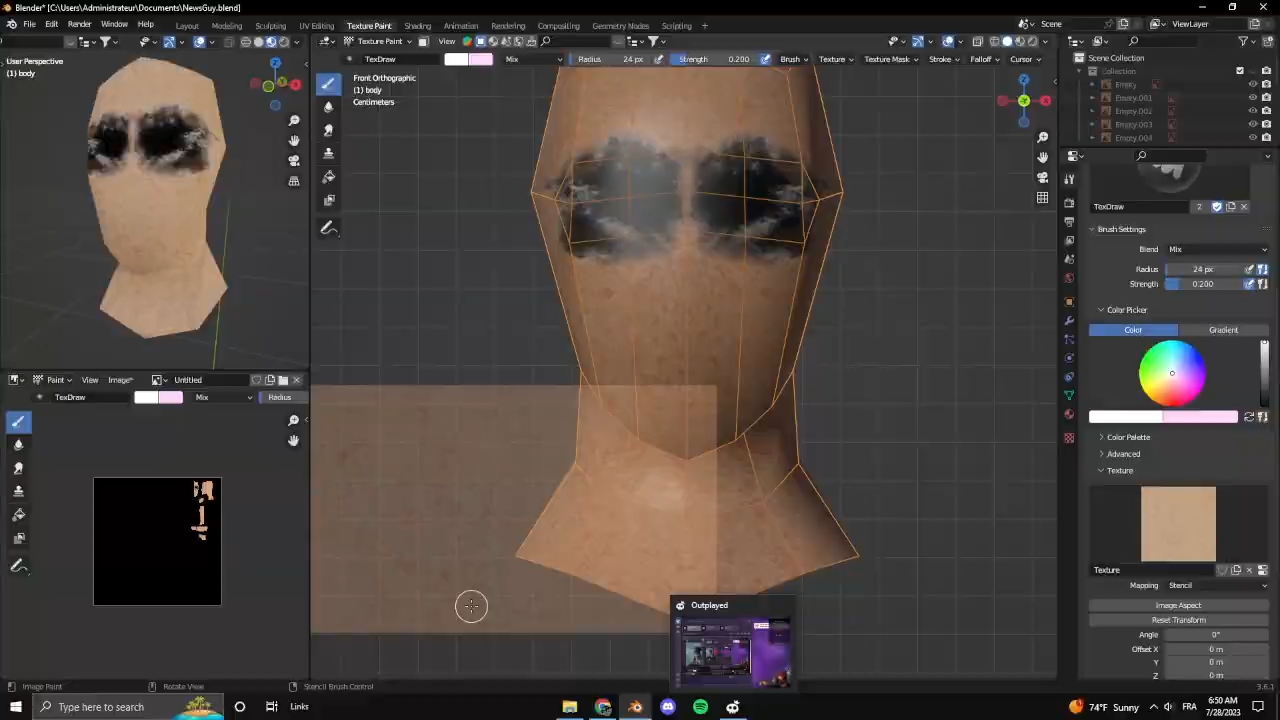 Blender* [C:\Users\Administrateur\Documents\NewsGuy.blend]
File Edit Render Window Help Layout Modeling Sculpting UV Editing Texture Paint Shading Animation Rendering Compositing Geometry Nodes Scripting + Scene ViewLayer
Texture Paint View
TexDraw Mix Radius 24 px Strength 0.200 Brush Texture Texture Mask Stroke Falloff Cursor
User Perspective
(1) body
Front Orthographic
(1) body
Centimeters
Scene Collection
Collection
Empty
Empty.001
Empty.002
Empty.003
Empty.004
TexDraw 2
Brush Settings
Blend Mix
Radius 24 px
Strength 0.200
Color Picker
Color Gradient
Color Palette
Advanced
Texture
Texture
Mapping Stencil
Image Aspect
Reset Transform
Angle 0°
Offset X 0 m
Y 0 m
Z 0 m
Paint View Image* Untitled
TexDraw Mix Radius
Outplayed
Image Paint Rotate View Stencil Brush Control 3.6.1
Type here to search Links 74°F Sunny FRA 6:50 AM
7/28/2023